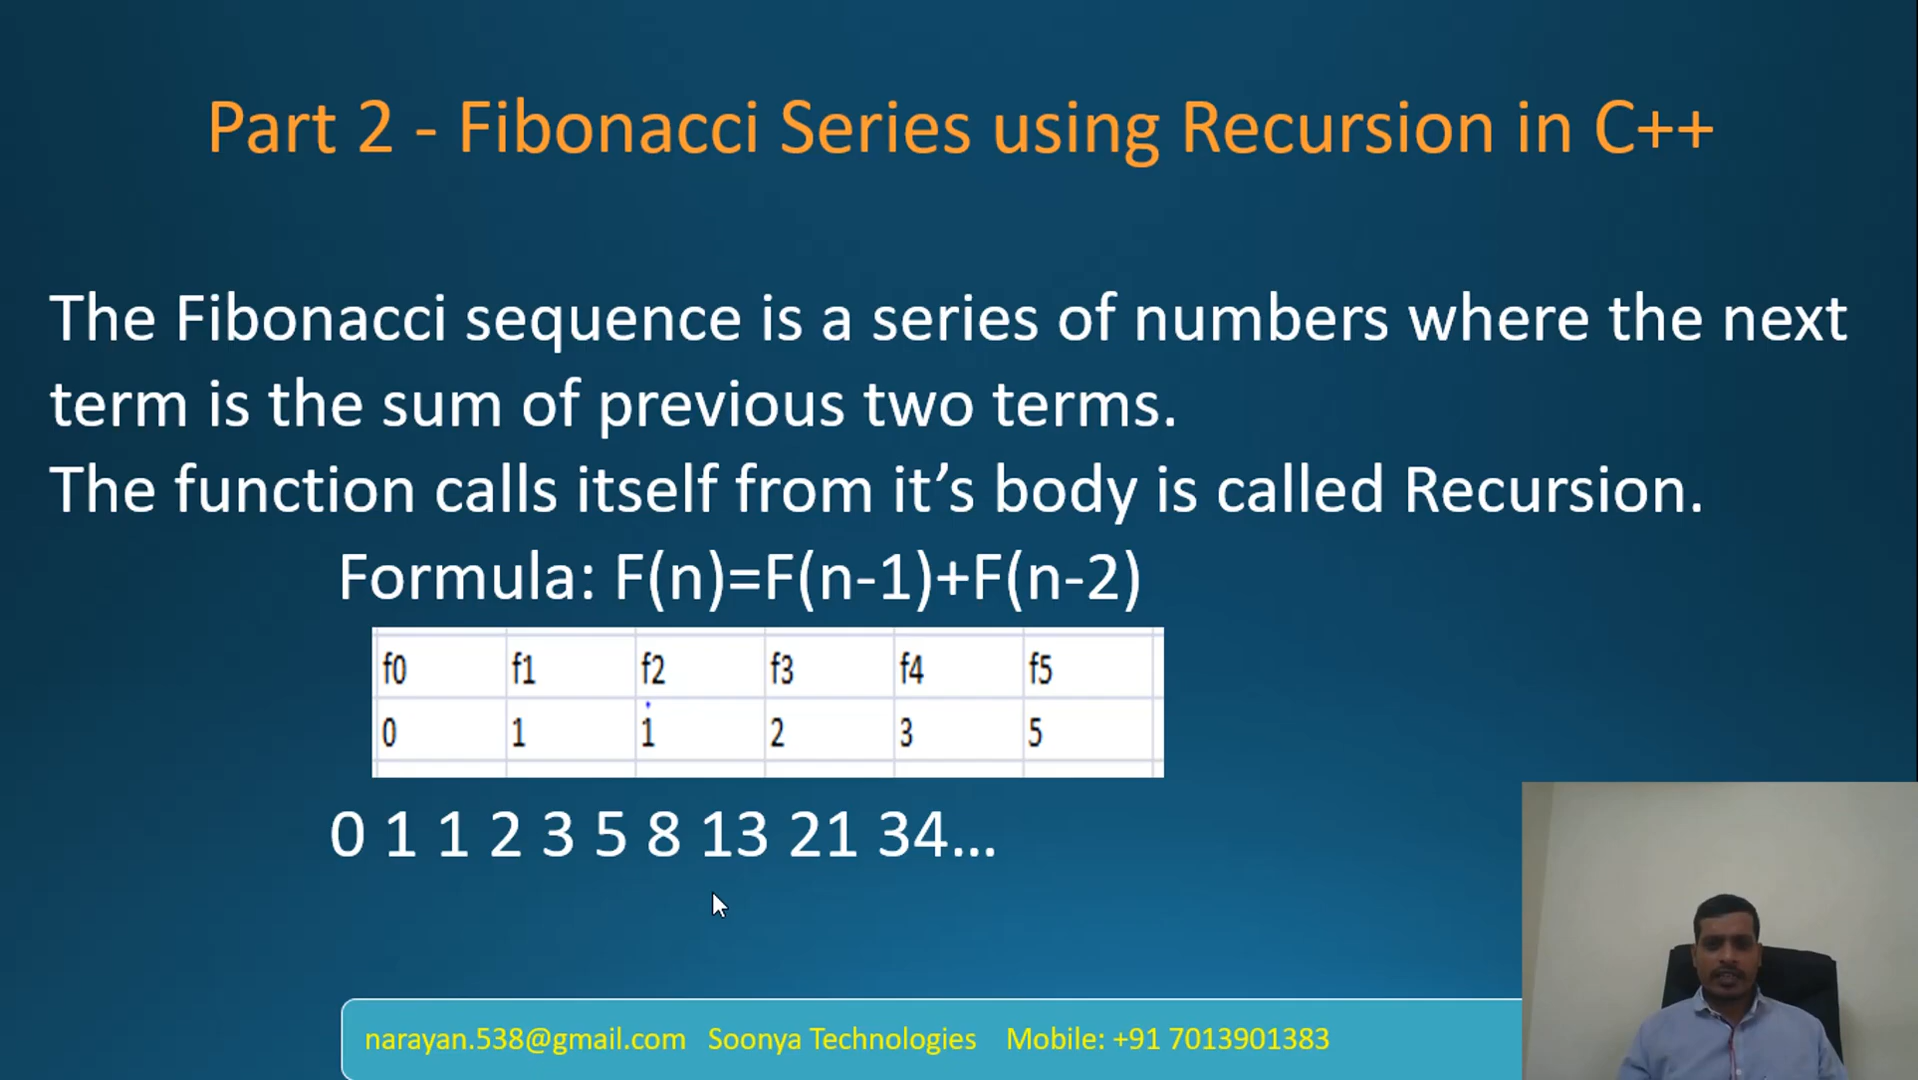 Part 2 - Fibonacci Series using Recursion in C++
The Fibonacci sequence is a series of numbers where the next
term is the sum of previous two terms.
The function calls itself from it’s body is called Recursion.
Formula: F(n)=F(n-1)+F(n-2)
f0 f1 f2 f3 f4 f5
0 1 1 2 3 5
0 1 1 2 3 5 8 13 21 34...
narayan.538@gmail.com Soonya Technologies Mobile: +91 7013901383